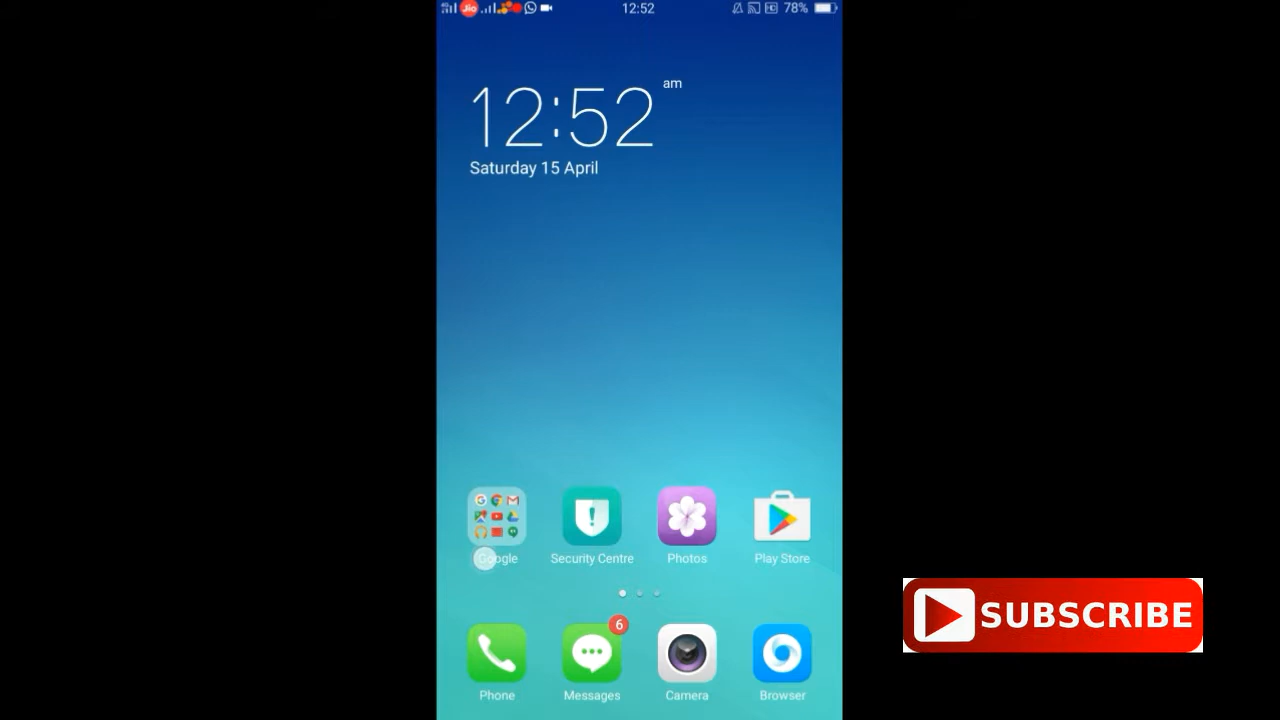 Jio
12:52
78%
12:52 am
Saturday 15 April
Google
Security Centre
Photos
Play Store
SUBSCRIBE
6
Phone
Messages
Camera
Browser